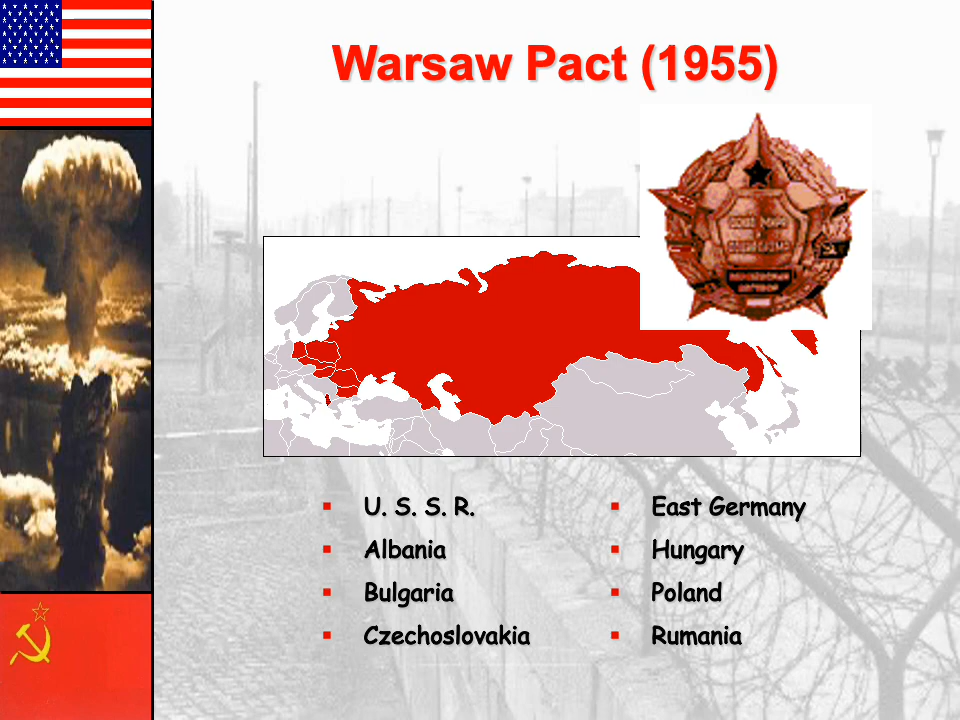 Warsaw Pact (1955)
U. S. S. R.
Albania
Bulgaria
Czechoslovakia
East Germany
Hungary
Poland
Rumania